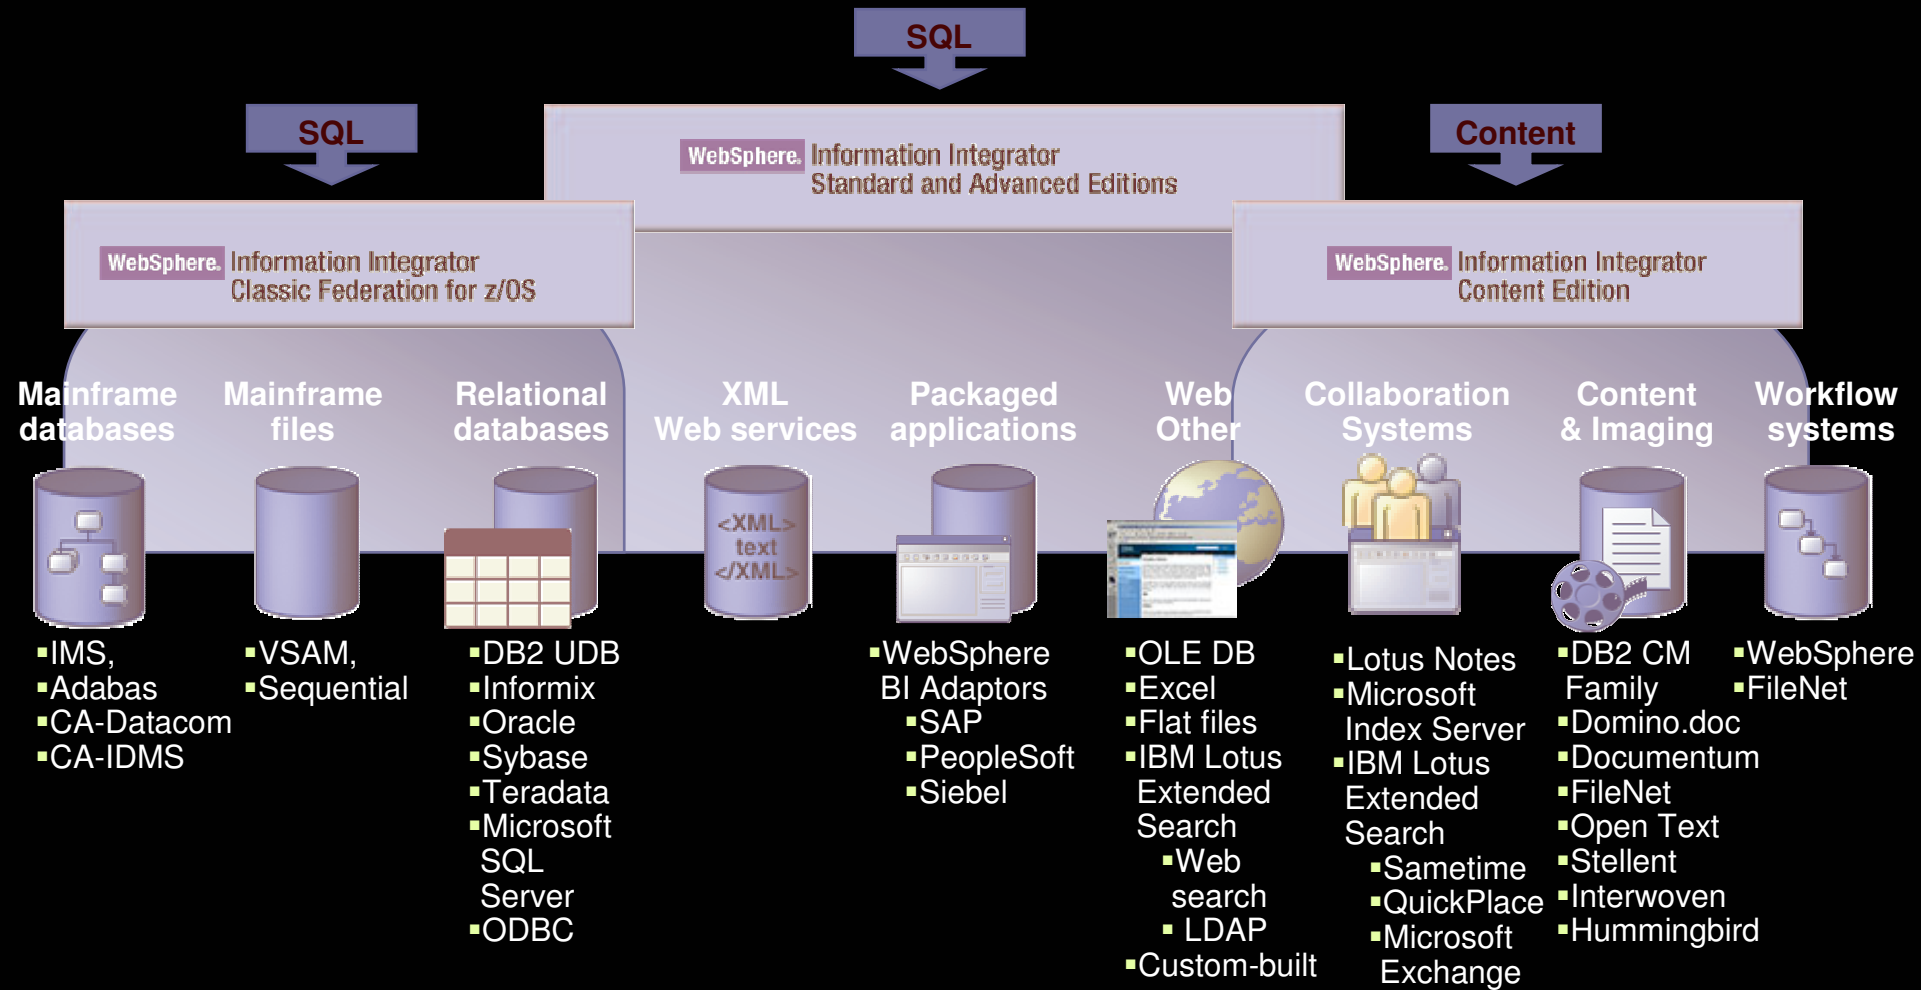 SQL
SQL
Content
WebSphere. Information Integrator
Standard and Advanced Editions
WebSphere. Information Integrator
Classic Federation for z/OS
WebSphere. Information Integrator
Content Edition
Mainframe
databases
Mainframe
files
Relational
databases
XML
Web services
Packaged
applications
Web
Other
Collaboration
Systems
Content
& Imaging
Workflow
systems
<XML>
text
</XML>
▪IMS,
▪Adabas
▪CA-Datacom
▪CA-IDMS
▪VSAM,
▪Sequential
▪DB2 UDB
▪Informix
▪Oracle
▪Sybase
▪Teradata
▪Microsoft
SQL
Server
▪ODBC
▪WebSphere
BI Adaptors
▪SAP
▪PeopleSoft
▪Siebel
▪OLE DB
▪Excel
▪Flat files
▪IBM Lotus
Extended
Search
▪Web
search
▪ LDAP
▪Custom-built
▪Lotus Notes
▪Microsoft
Index Server
▪IBM Lotus
Extended
Search
▪Sametime
▪QuickPlace
▪Microsoft
Exchange
▪DB2 CM
Family
▪Domino.doc
▪Documentum
▪FileNet
▪Open Text
▪Stellent
▪Interwoven
▪Hummingbird
▪WebSphere
▪FileNet